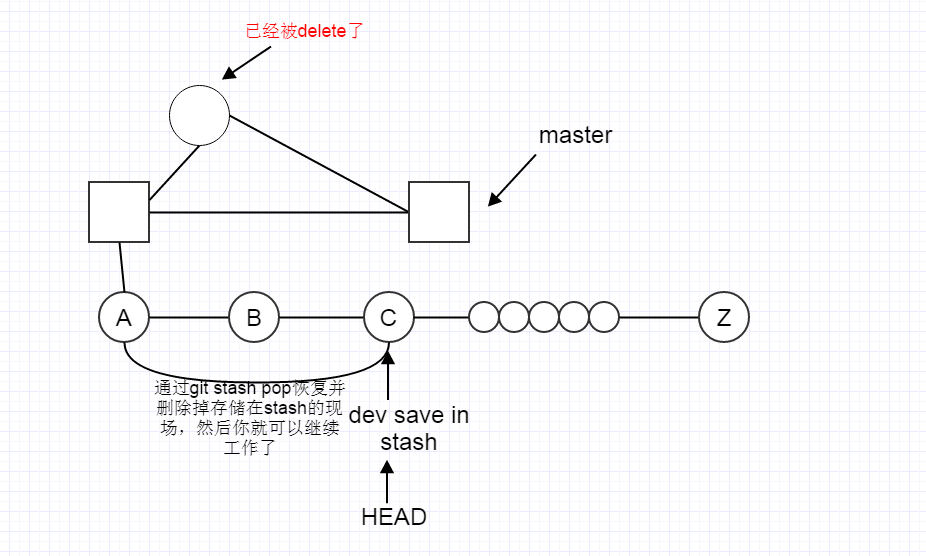 已经被delete了
master
A
B
C
Z
通过git stash pop恢复并
删除掉存储在stash的现
场，然后你就可以继续
工作了
dev save in
stash
HEAD